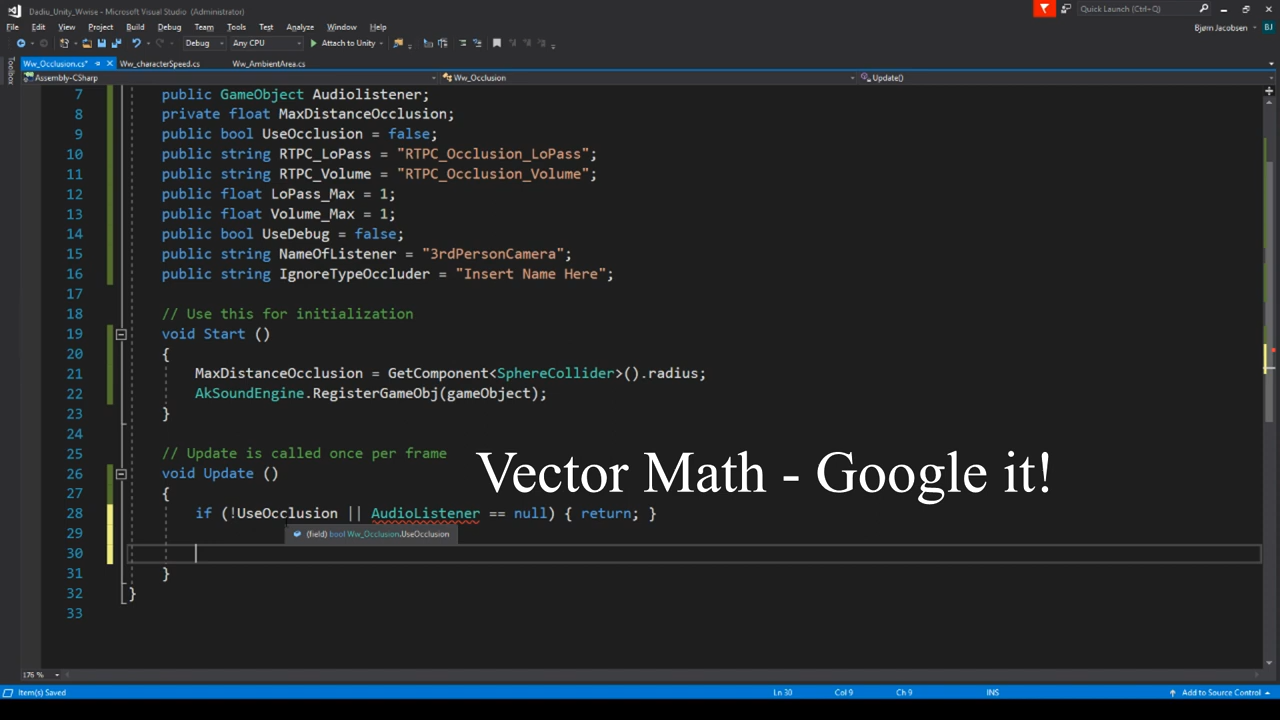 Dadiu_Unity_Wwise - Microsoft Visual Studio (Administrator)
Quick Launch (Ctrl+Q)
File Edit View Project Build Debug Team Tools Test Analyze Window Help
Bjørn Jacobsen BJ
Debug Any CPU Attach to Unity
Toolbox
Ww_Occlusion.cs* Ww_characterSpeed.cs Ww_AmbientArea.cs
Assembly-CSharp Ww_Occlusion Update()
7 public GameObject Audiolistener;
8 private float MaxDistanceOcclusion;
9 public bool UseOcclusion = false;
10 public string RTPC_LoPass = "RTPC_Occlusion_LoPass";
11 public string RTPC_Volume = "RTPC_Occlusion_Volume";
12 public float LoPass_Max = 1;
13 public float Volume_Max = 1;
14 public bool UseDebug = false;
15 public string NameOfListener = "3rdPersonCamera";
16 public string IgnoreTypeOccluder = "Insert Name Here";
17
18 // Use this for initialization
19 void Start ()
20 {
21 MaxDistanceOcclusion = GetComponent<SphereCollider>().radius;
22 AkSoundEngine.RegisterGameObj(gameObject);
23 }
24
25 // Update is called once per frame
26 void Update ()
Vector Math - Google it!
27 {
28 if (!UseOcclusion || AudioListener == null) { return; }
29
(field) bool Ww_Occlusion.UseOcclusion
30
31 }
32 }
33
176 %
Item(s) Saved Ln 30 Col 9 Ch 9 INS Add to Source Control